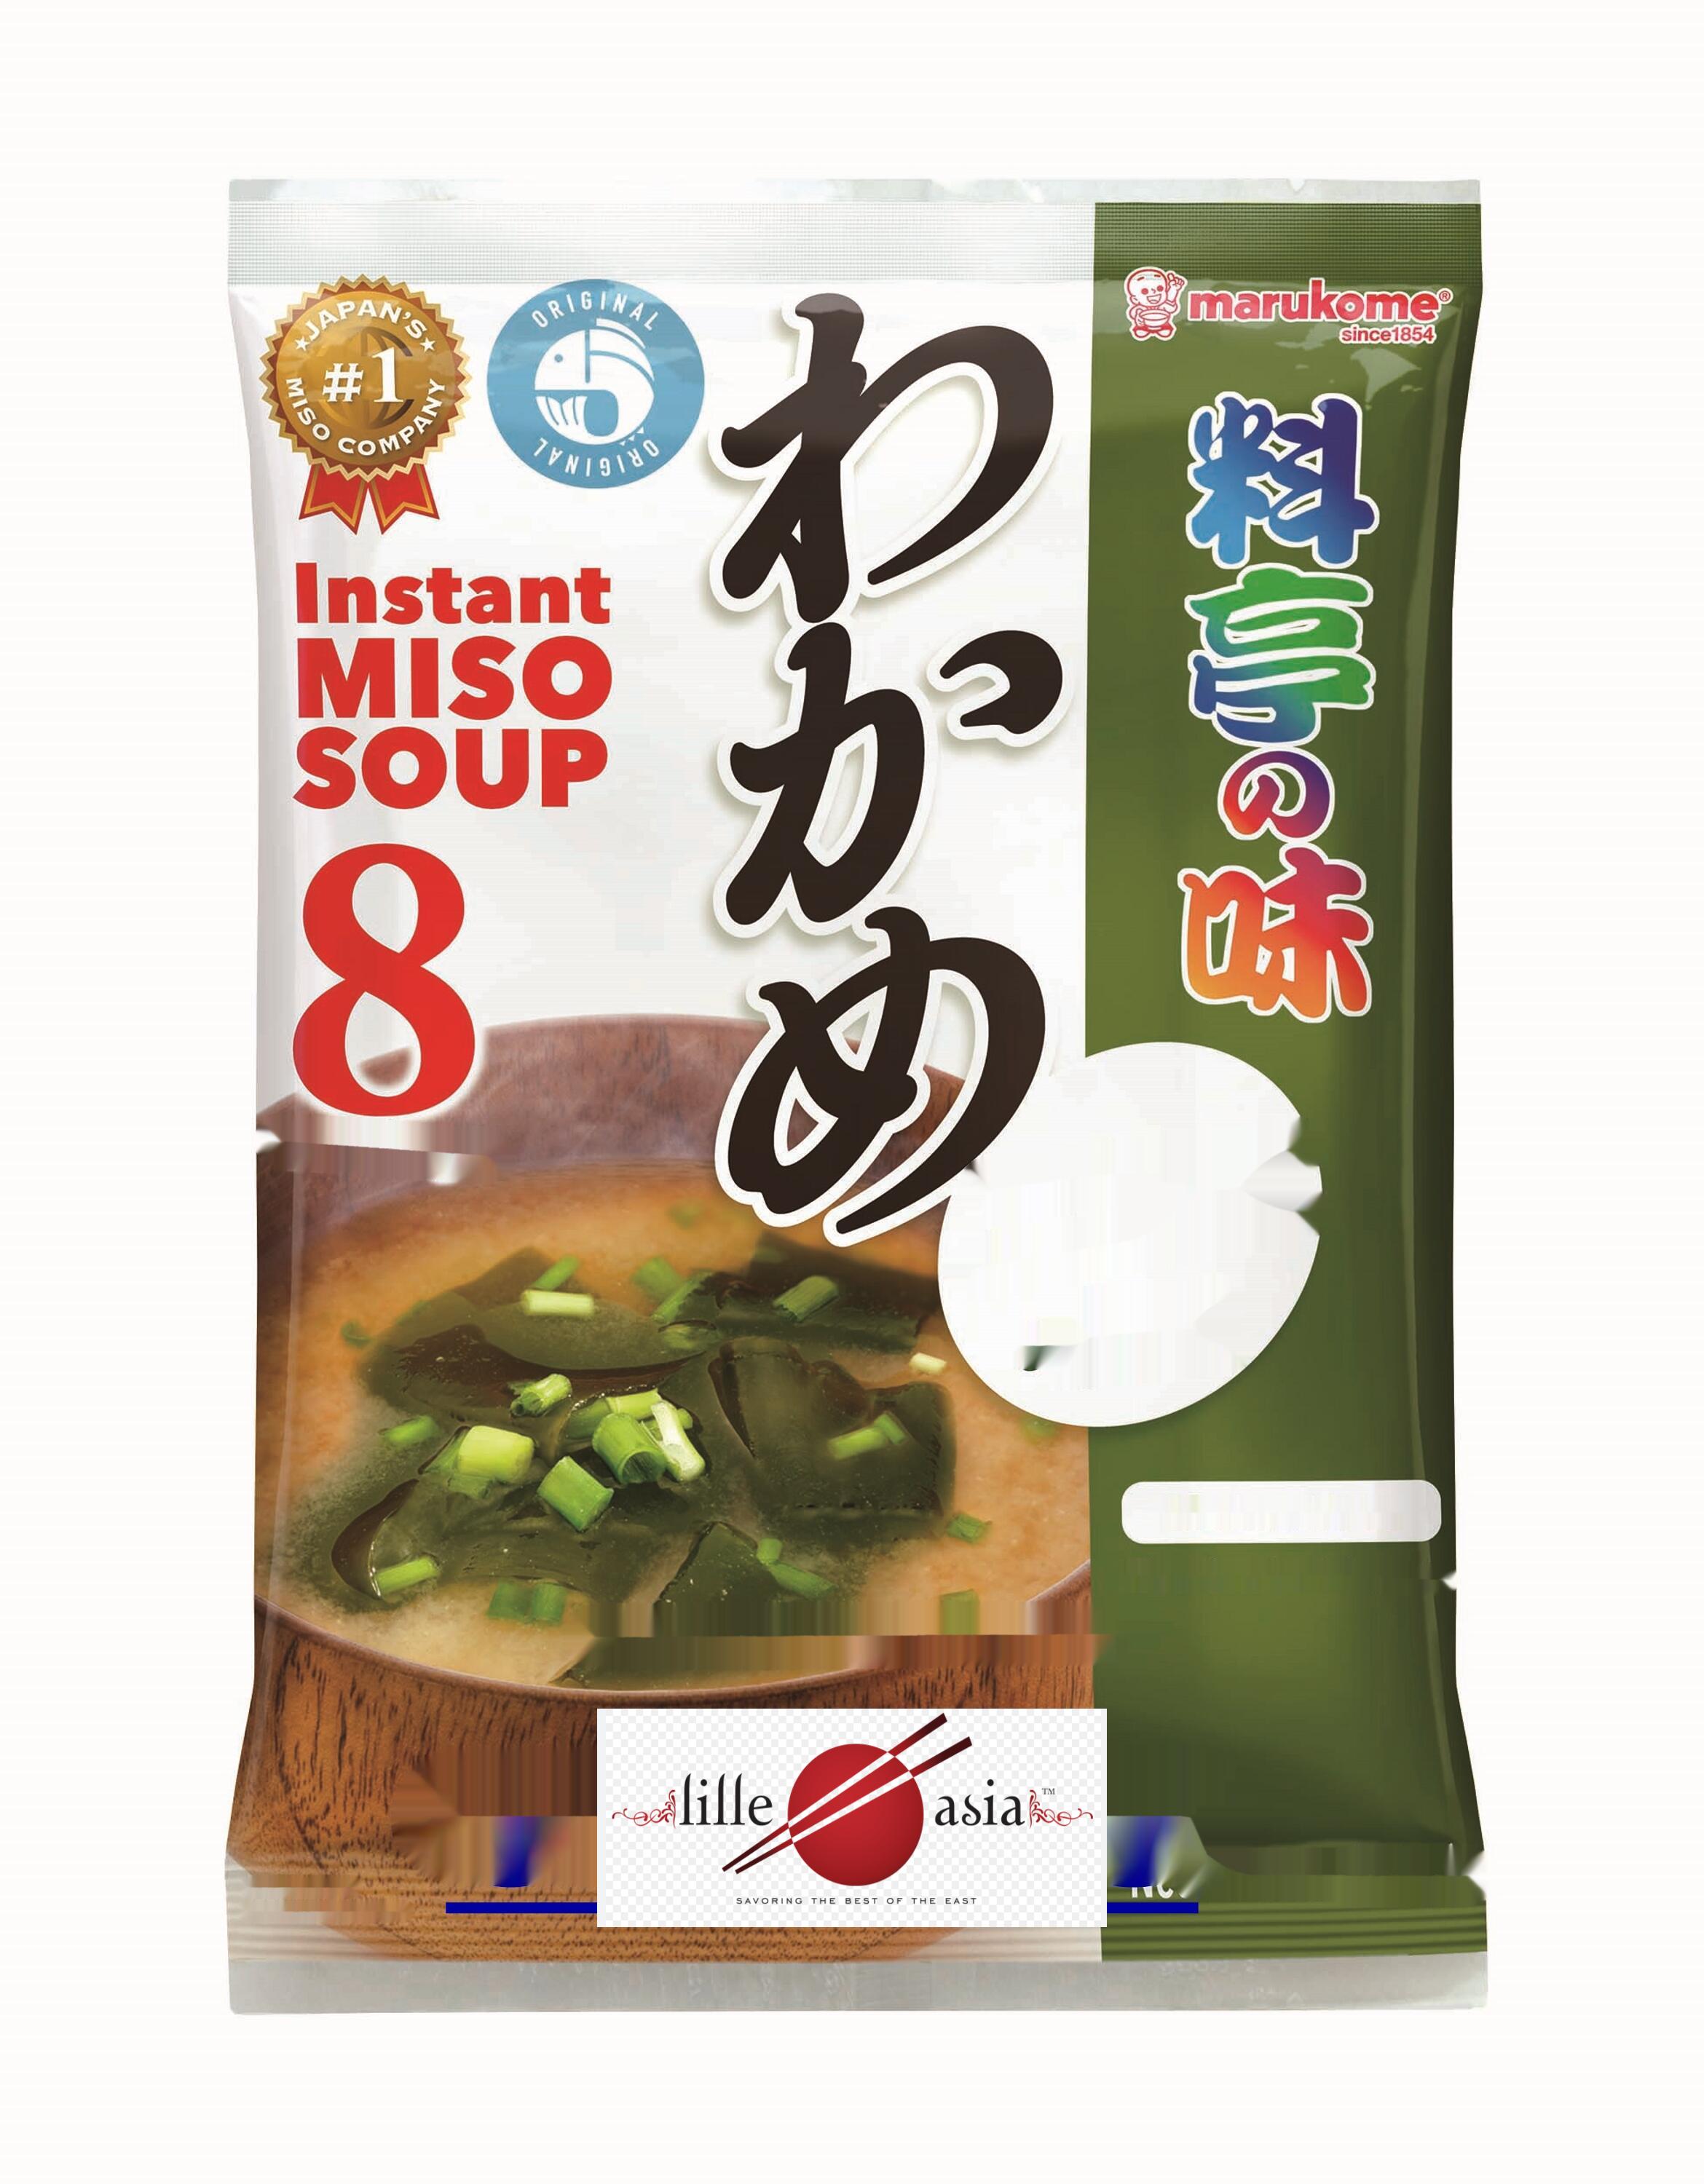 JAPAN'S
#1
MISO COMPANY
ORIGINAL
ORIGINAL
Instant
MISO
SOUP
8
わかめ
marukome®
since1854
料亭の味
lille asia™
SAVORING THE BEST OF THE EAST